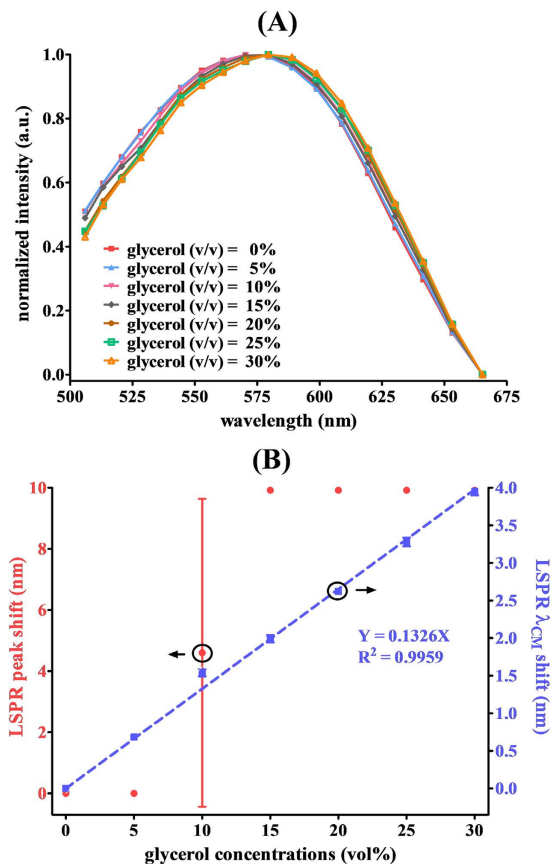 (A)
normalized intensity (a.u.)
1.0
0.8
0.6
0.4
0.2
0.0
glycerol (v/v) = 0%
glycerol (v/v) = 5%
glycerol (v/v) = 10%
glycerol (v/v) = 15%
glycerol (v/v) = 20%
glycerol (v/v) = 25%
glycerol (v/v) = 30%
500 525 550 575 600 625 650 675
wavelength (nm)
(B)
LSPR peak shift (nm)
10
8
6
4
2
0
Y = 0.1326X
R² = 0.9959
4.0
3.5
3.0
2.5
2.0
1.5
1.0
0.5
0.0
LSPR λCM shift (nm)
0 5 10 15 20 25 30
glycerol concentrations (vol%)